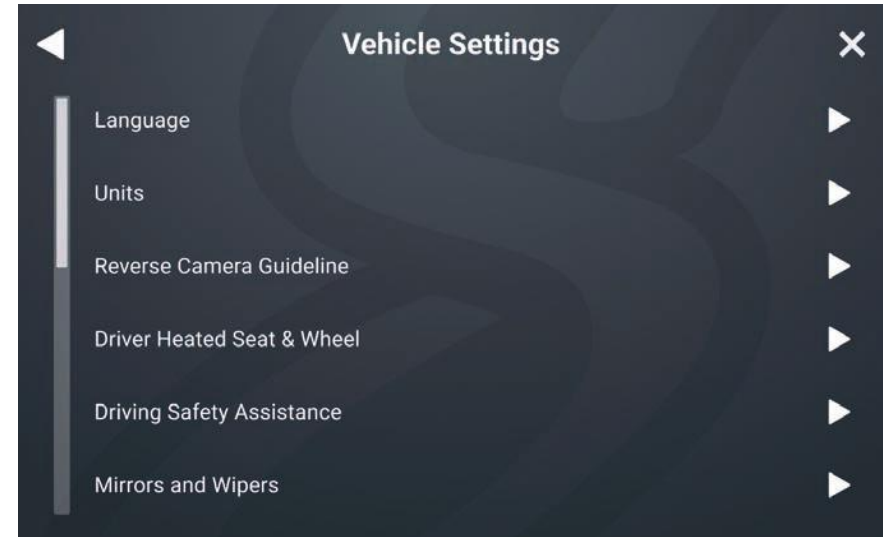 Vehicle Settings
Language
Units
Reverse Camera Guideline
Driver Heated Seat & Wheel
Driving Safety Assistance
Mirrors and Wipers